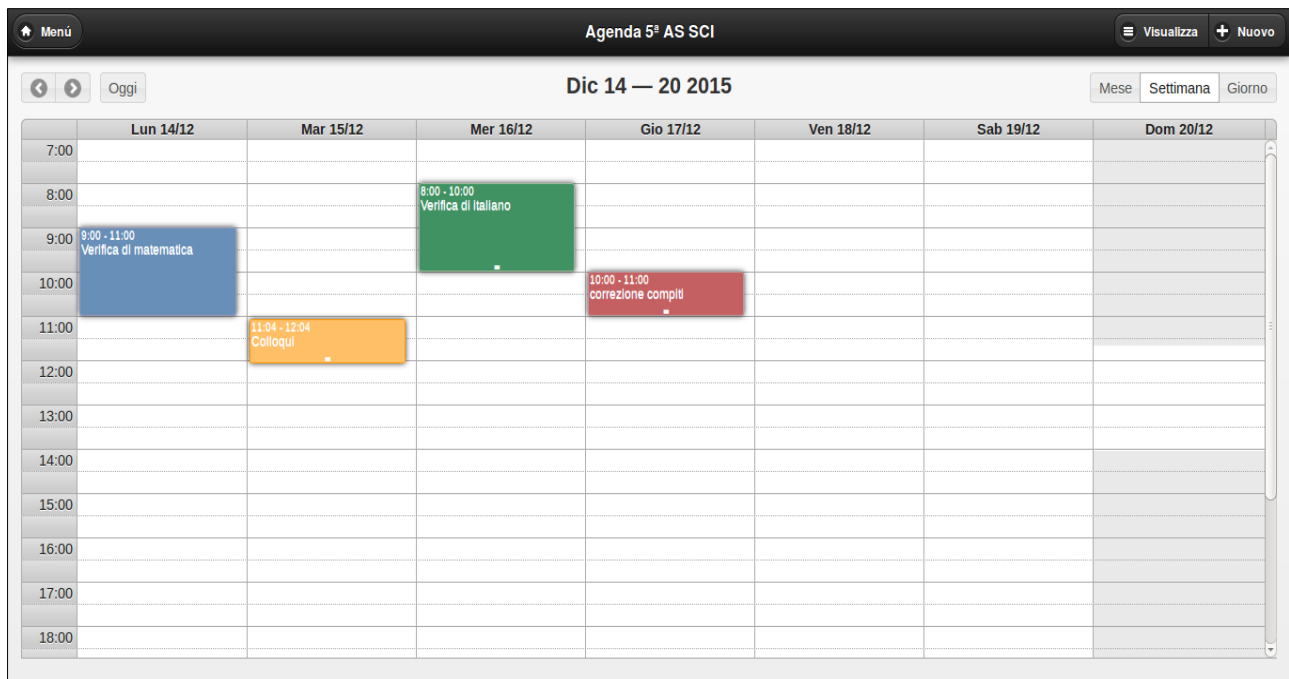 Menú
Agenda 5ª AS SCI
Visualizza
Nuovo
Oggi
Dic 14 — 20 2015
Mese
Settimana
Giorno
Lun 14/12
Mar 15/12
Mer 16/12
Gio 17/12
Ven 18/12
Sab 19/12
Dom 20/12
7:00
8:00
8:00 - 10:00
Verifica di italiano
9:00
9:00 - 11:00
Verifica di matematica
10:00
10:00 - 11:00
correzione compiti
11:00
11:04 - 12:04
Colloqui
12:00
13:00
14:00
15:00
16:00
17:00
18:00